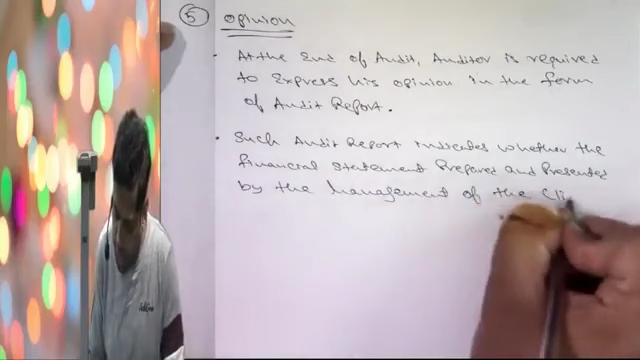 5 Opinion
• At the End of Audit, Auditor is required
to Express his opinion in the form
of Audit Report.
• Such Audit Report indicates whether the
financial statement Prepared and Presented
by the management of the Cli